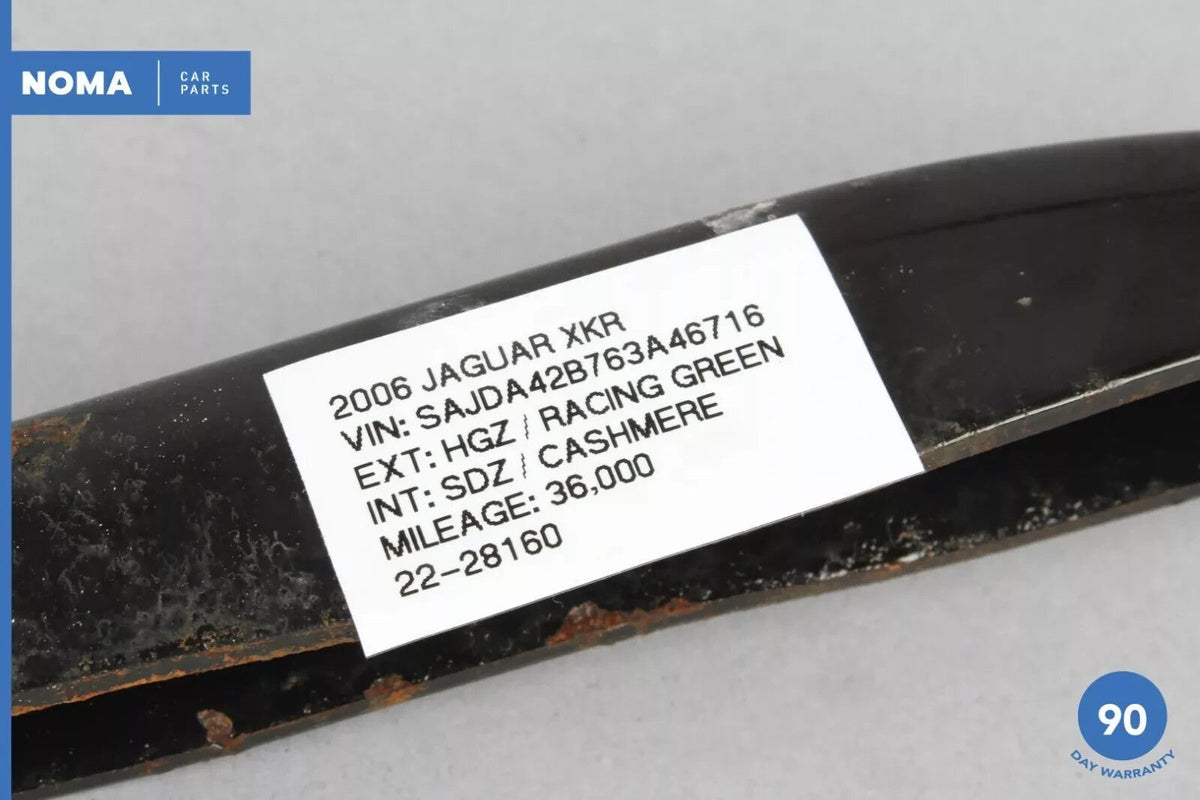 NOMA
CAR
PARTS
2006 JAGUAR XKR
VIN: SAJDA42B763A46716
EXT: HGZ / RACING GREEN
INT: SDZ / CASHMERE
MILEAGE: 36,000
22-28160
90
DAY WARRANTY